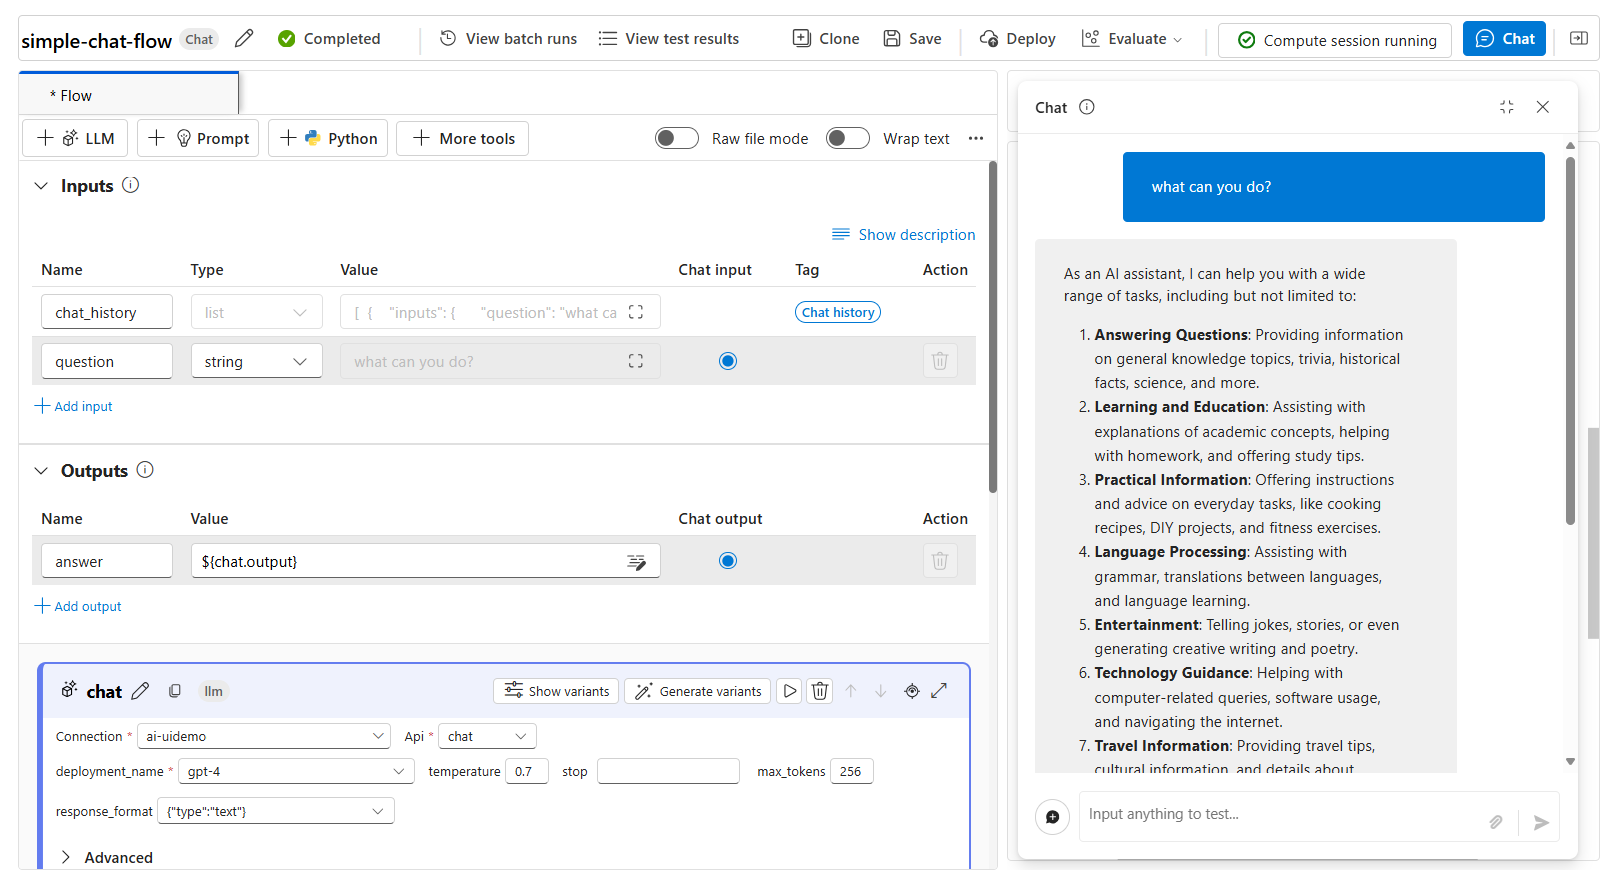 simple-chat-flow Chat Completed View batch runs View test results Clone Save Deploy Evaluate Compute session running Chat
* Flow
LLM Prompt Python More tools Raw file mode Wrap text
Inputs
Show description
Name Type Value Chat input Tag Action
chat_history list [ { "inputs": { "question": "what ca Chat history
question string what can you do?
Add input
Outputs
Name Value Chat output Action
answer ${chat.output}
Add output
chat llm Show variants Generate variants
Connection * ai-uidemo Api * chat
deployment_name * gpt-4 temperature 0.7 stop max_tokens 256
response_format {"type":"text"}
Advanced
Chat
what can you do?
As an AI assistant, I can help you with a wide
range of tasks, including but not limited to:
1. Answering Questions: Providing information
on general knowledge topics, trivia, historical
facts, science, and more.
2. Learning and Education: Assisting with
explanations of academic concepts, helping
with homework, and offering study tips.
3. Practical Information: Offering instructions
and advice on everyday tasks, like cooking
recipes, DIY projects, and fitness exercises.
4. Language Processing: Assisting with
grammar, translations between languages,
and language learning.
5. Entertainment: Telling jokes, stories, or even
generating creative writing and poetry.
6. Technology Guidance: Helping with
computer-related queries, software usage,
and navigating the internet.
7. Travel Information: Providing travel tips,
cultural information, and details about
Input anything to test...